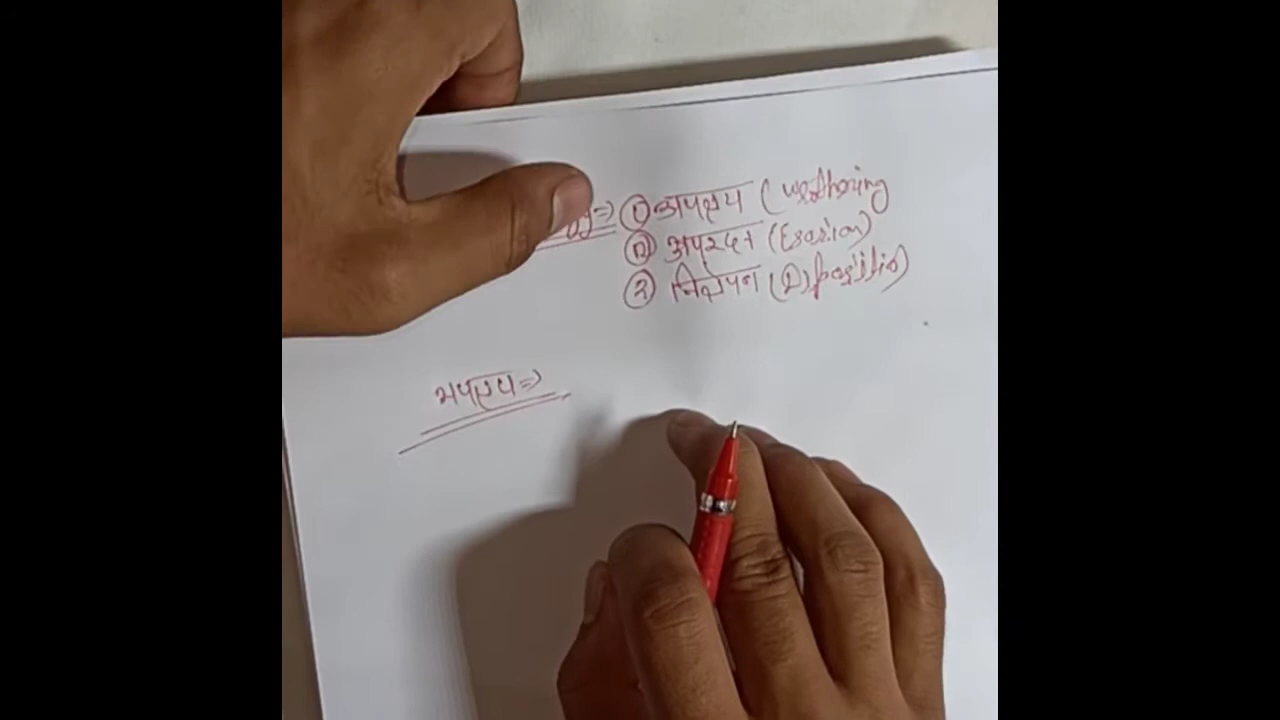 => ① अपक्षय (Weathering
② अपरदन (Erosion)
③ निक्षेपण (Deposition)
अपक्षय =>